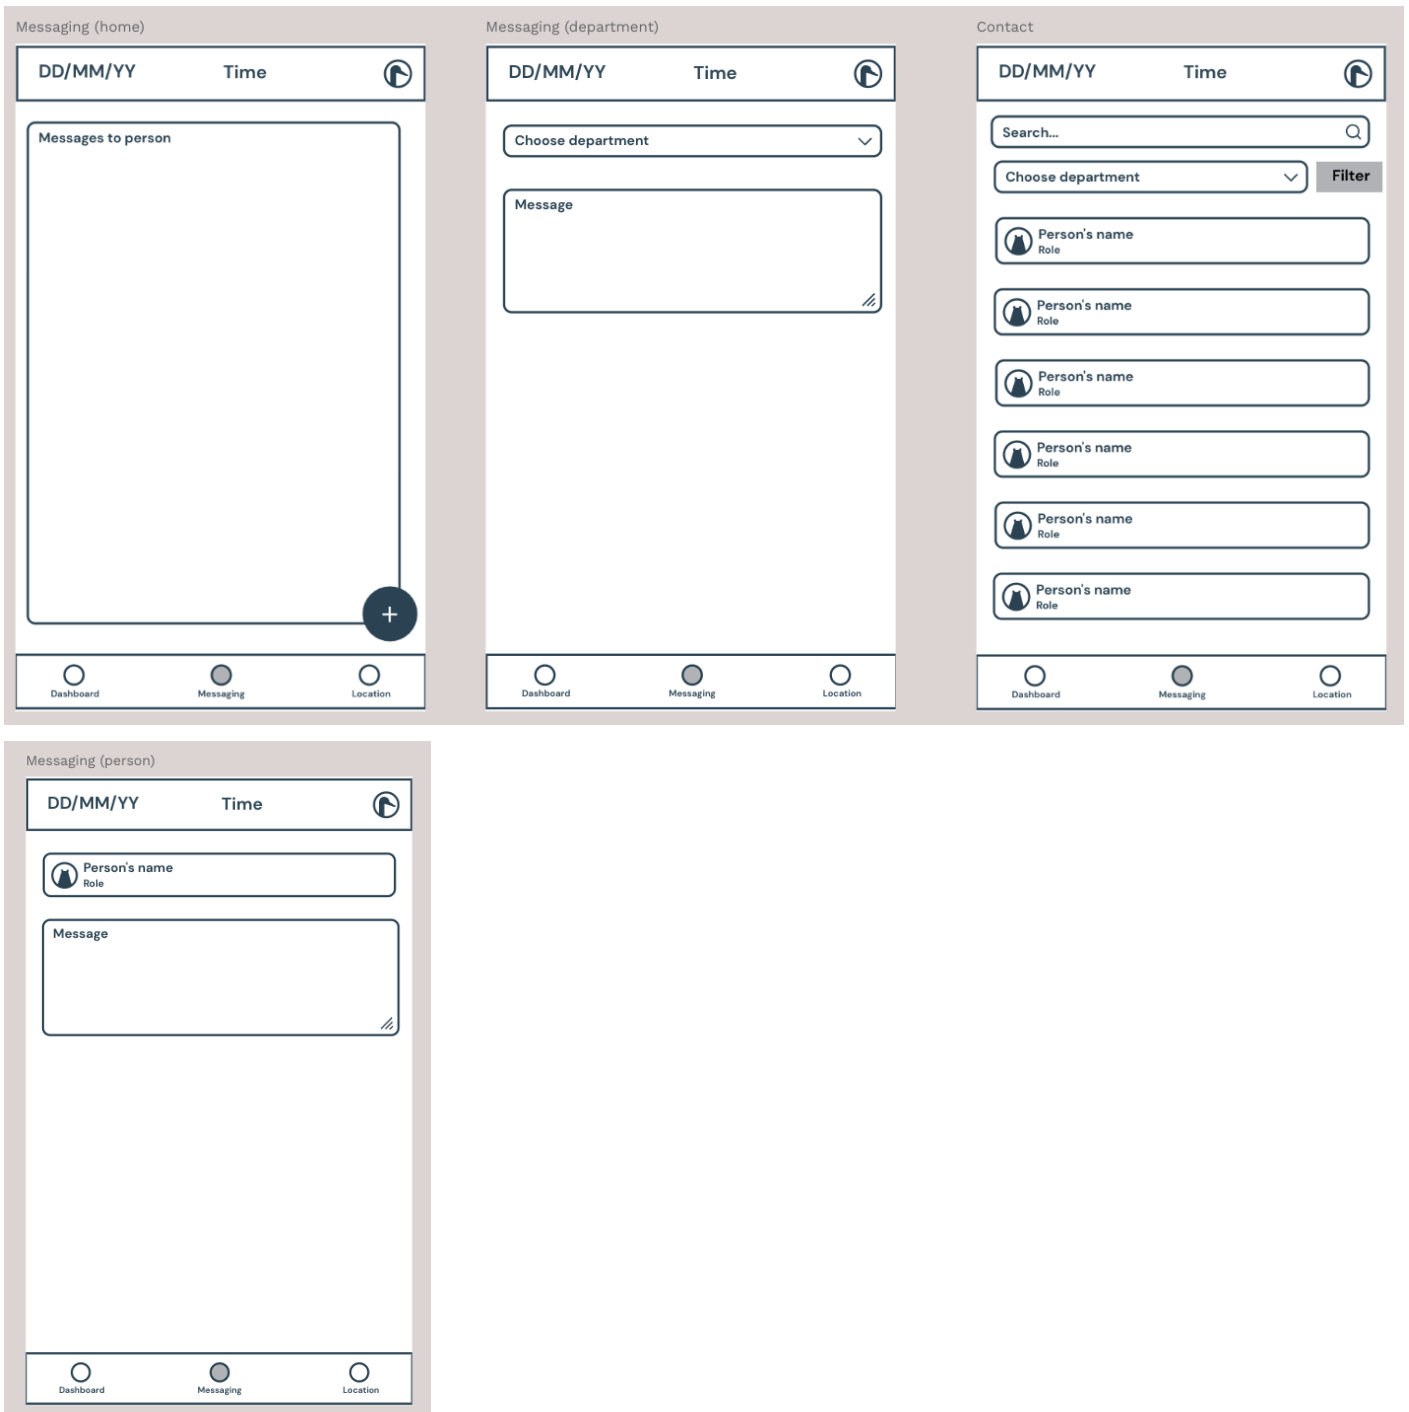 Messaging (home)
DD/MM/YY Time
Messages to person
+
Dashboard Messaging Location
Messaging (department)
DD/MM/YY Time
Choose department
Message
Dashboard Messaging Location
Contact
DD/MM/YY Time
Search...
Choose department Filter
Person's name
Role
Person's name
Role
Person's name
Role
Person's name
Role
Person's name
Role
Person's name
Role
Dashboard Messaging Location
Messaging (person)
DD/MM/YY Time
Person's name
Role
Message
Dashboard Messaging Location